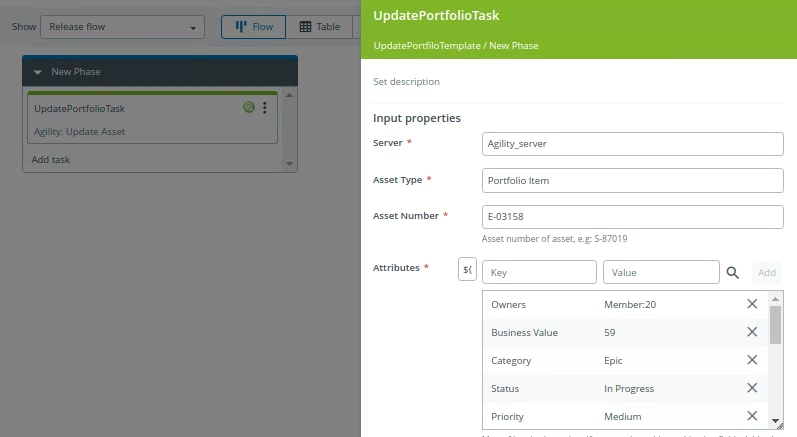 Show
Release flow
Flow
Table
New Phase
UpdatePortfolioTask
Agility: Update Asset
Add task
UpdatePortfolioTask
UpdatePortfiloTemplate / New Phase
Set description
Input properties
Server *
Agility_server
Asset Type *
Portfolio Item
Asset Number *
E-03158
Asset number of asset, e.g: S-87019
Attributes *
${
Key
Value
Add
Owners Member:20
Business Value 59
Category Epic
Status In Progress
Priority Medium